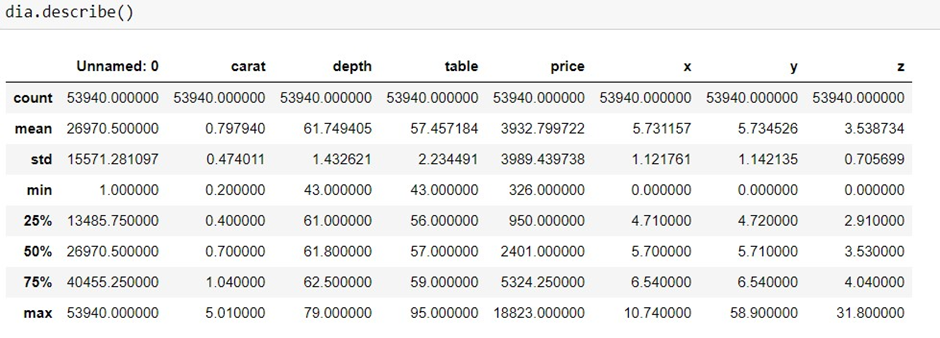 dia.describe()
Unnamed: 0 carat depth table price x y z
count 53940.000000 53940.000000 53940.000000 53940.000000 53940.000000 53940.000000 53940.000000 53940.000000
mean 26970.500000 0.797940 61.749405 57.457184 3932.799722 5.731157 5.734526 3.538734
std 15571.281097 0.474011 1.432621 2.234491 3989.439738 1.121761 1.142135 0.705699
min 1.000000 0.200000 43.000000 43.000000 326.000000 0.000000 0.000000 0.000000
25% 13485.750000 0.400000 61.000000 56.000000 950.000000 4.710000 4.720000 2.910000
50% 26970.500000 0.700000 61.800000 57.000000 2401.000000 5.700000 5.710000 3.530000
75% 40455.250000 1.040000 62.500000 59.000000 5324.250000 6.540000 6.540000 4.040000
max 53940.000000 5.010000 79.000000 95.000000 18823.000000 10.740000 58.900000 31.800000